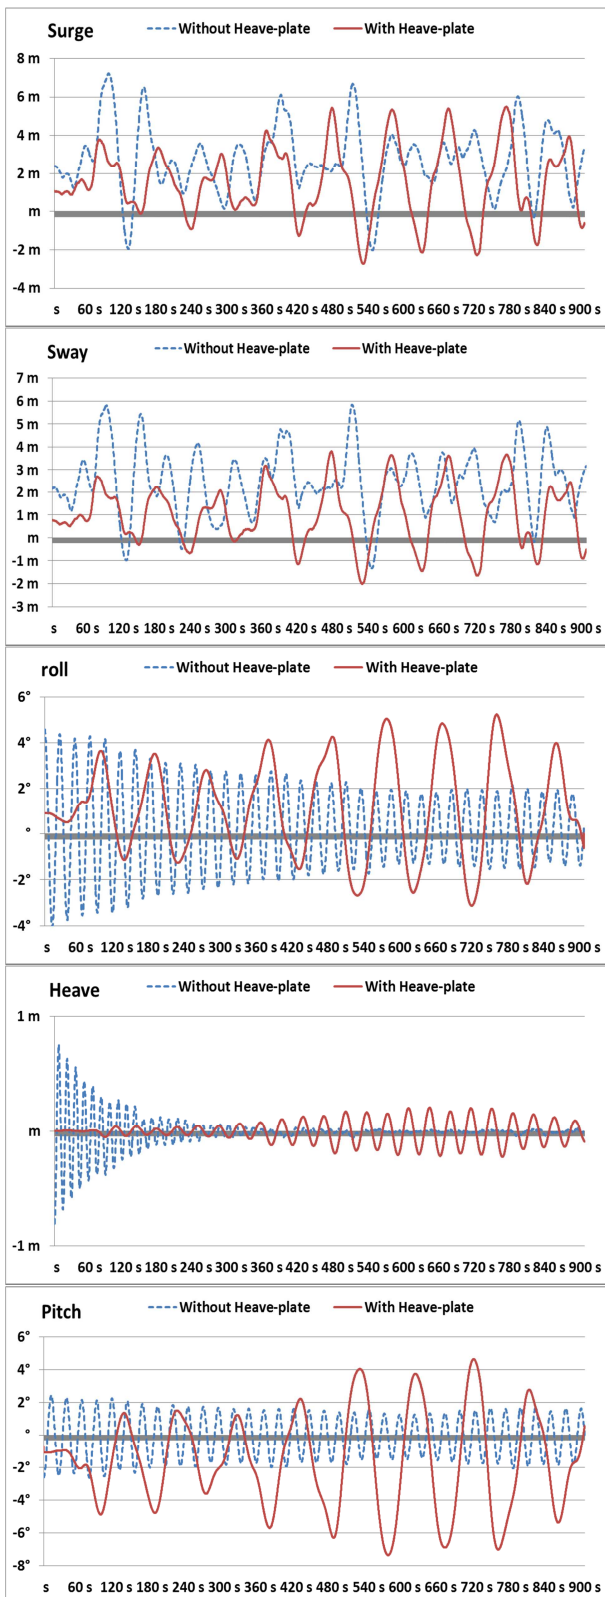 Surge
Without Heave-plate With Heave-plate
8 m
6 m
4 m
2 m
m
-2 m
-4 m
s 60 s 120 s 180 s 240 s 300 s 360 s 420 s 480 s 540 s 600 s 660 s 720 s 780 s 840 s 900 s
Sway
Without Heave-plate With Heave-plate
7 m
6 m
5 m
4 m
3 m
2 m
1 m
m
-1 m
-2 m
-3 m
s 60 s 120 s 180 s 240 s 300 s 360 s 420 s 480 s 540 s 600 s 660 s 720 s 780 s 840 s 900 s
roll
Without Heave-plate With Heave-plate
6°
4°
2°
°
-2°
-4°
s 60 s 120 s 180 s 240 s 300 s 360 s 420 s 480 s 540 s 600 s 660 s 720 s 780 s 840 s 900 s
Heave
Without Heave-plate With Heave-plate
1 m
m
-1 m
s 60 s 120 s 180 s 240 s 300 s 360 s 420 s 480 s 540 s 600 s 660 s 720 s 780 s 840 s 900 s
Pitch
Without Heave-plate With Heave-plate
6°
4°
2°
°
-2°
-4°
-6°
-8°
s 60 s 120 s 180 s 240 s 300 s 360 s 420 s 480 s 540 s 600 s 660 s 720 s 780 s 840 s 900 s